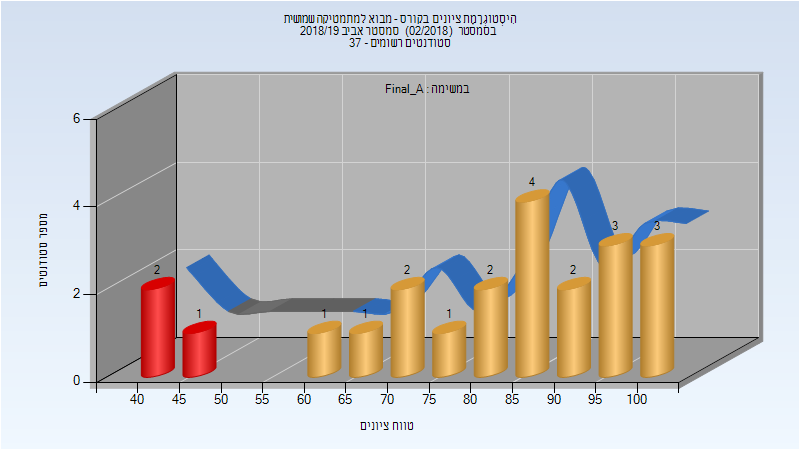 הִיסְטוֹגְרָמַת ציונים בקורס - מבוא למתמטיקה שמושית
בסמסטר (02/2018) סמסטר אביב 2018/19
סטודנטים רשומים - 37
במשימה : Final_A
מספר סטודנטים
6
4
2
0
2
1
1
1
2
1
2
4
2
3
3
40 45 50 55 60 65 70 75 80 85 90 95 100
טווח ציונים